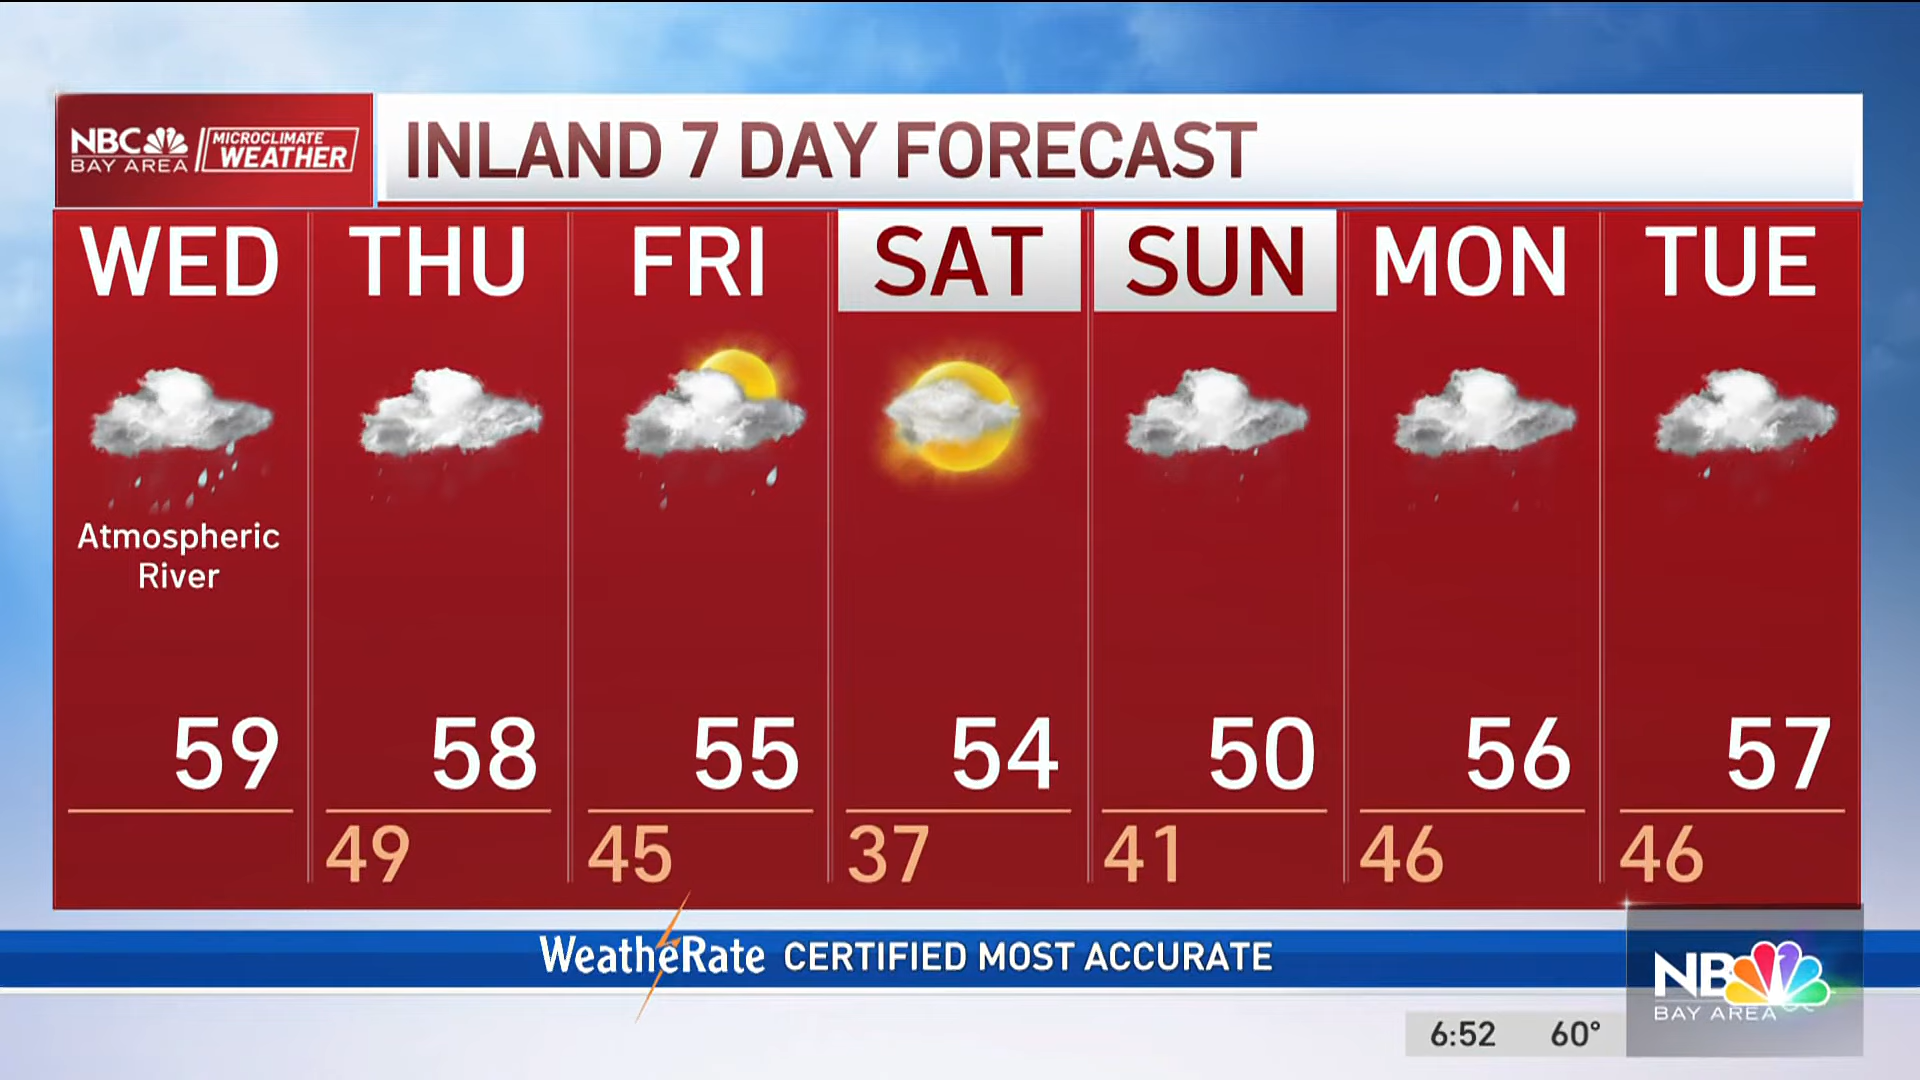 NBC
BAY AREA
MICROCLIMATE
WEATHER
INLAND 7 DAY FORECAST
WED THU FRI SAT SUN MON TUE
Atmospheric
River
59 58 55 54 50 56 57
49 45 37 41 46 46
WeatheRate CERTIFIED MOST ACCURATE
NB
BAY AREA
6:52 60°